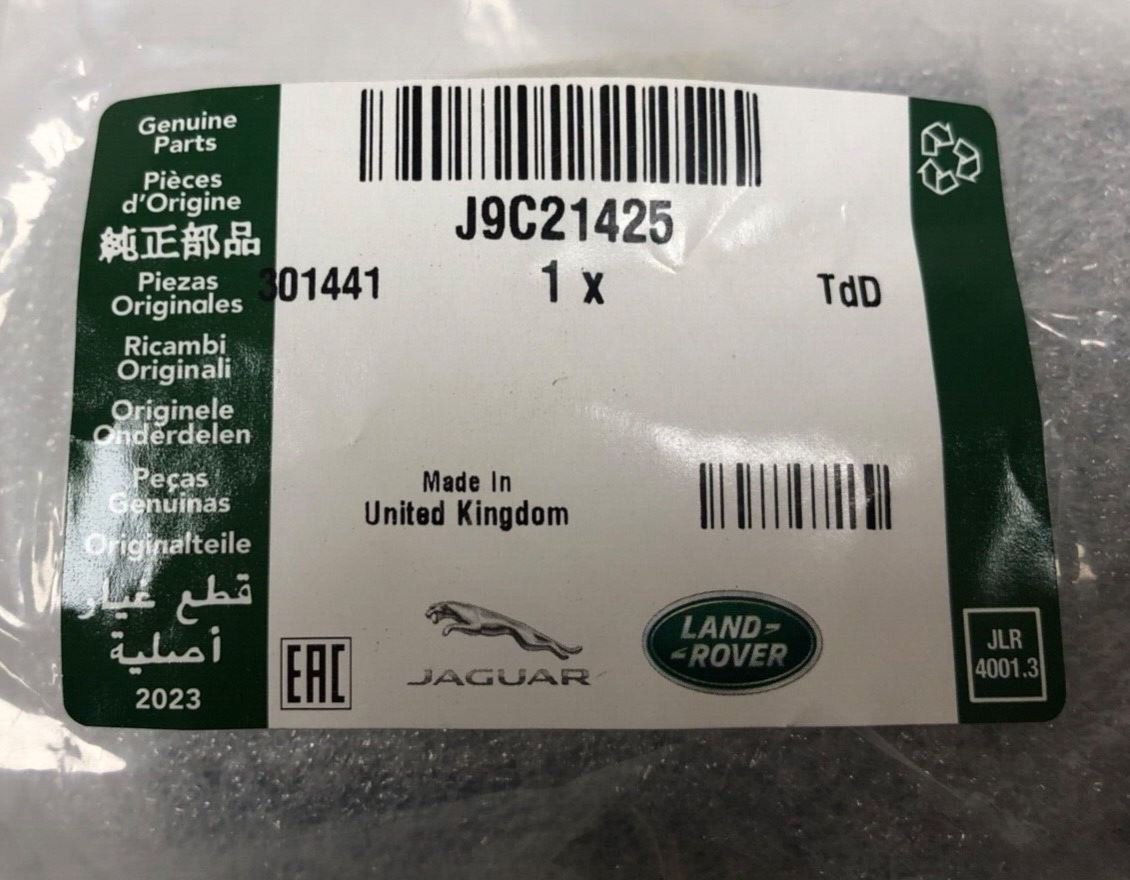 Genuine
Parts
Pièces
d'Origine
純正部品
Piezas
Originales
Ricambi
Originali
Originele
Onderdelen
Peças
Genuinas
Originalteile
قطع غيار
أصلية
2023
J9C21425
301441 1 x TdD
Made In
United Kingdom
EAC
JAGUAR
LAND-
-ROVER
JLR
4001.3